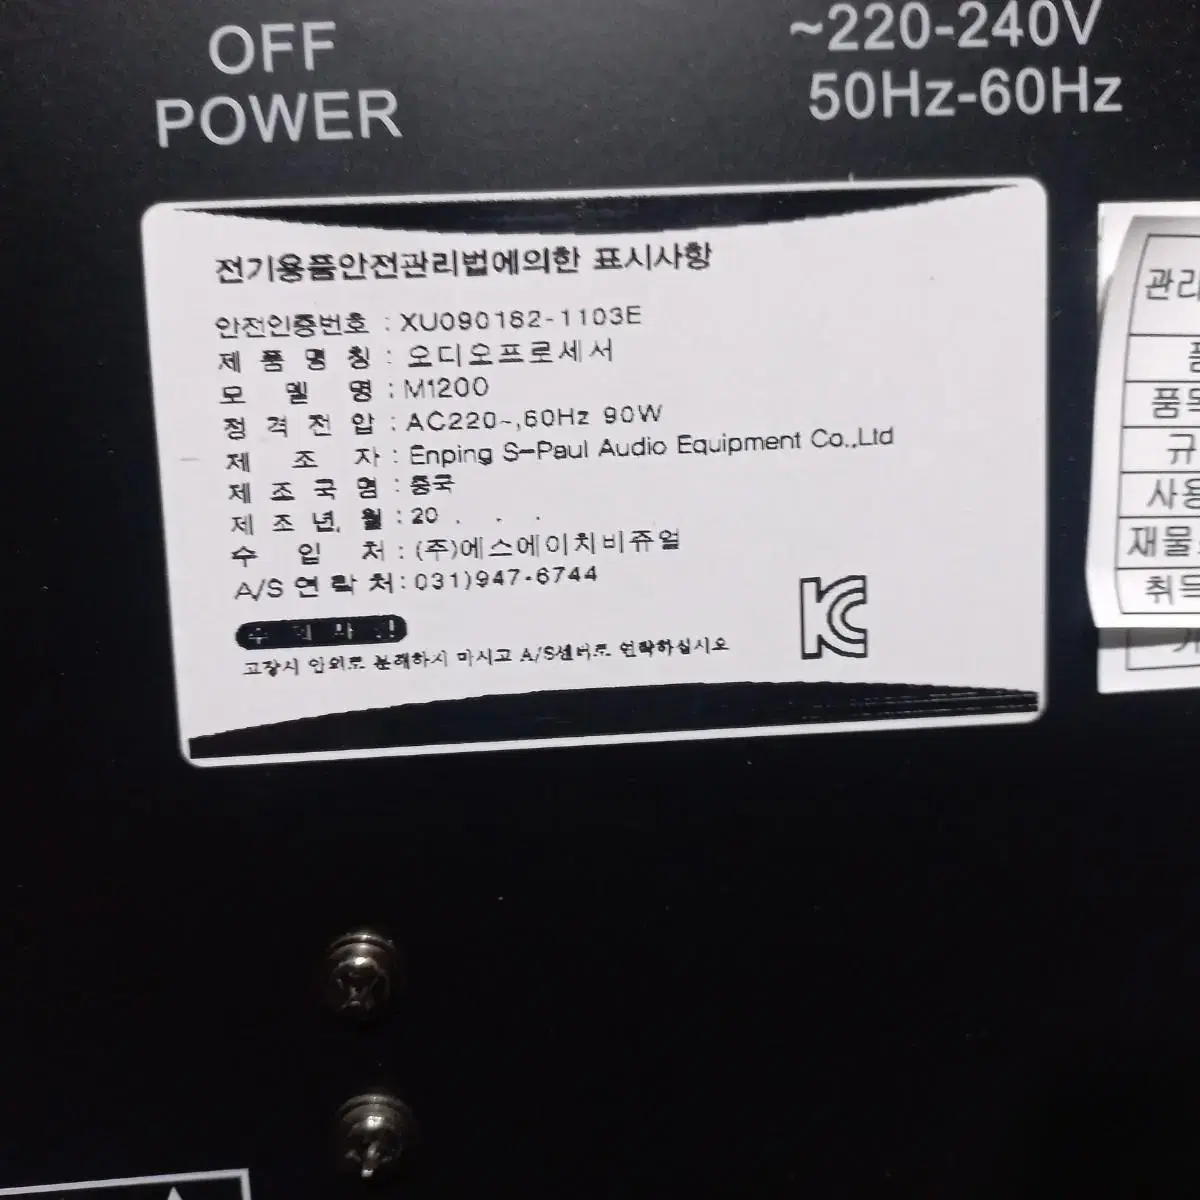 OFF
POWER
~220-240V
50Hz-60Hz
전기용품안전관리법에의한 표시사항
안전인증번호 : XU090182-1103E
제 품 명 칭 : 오디오프로세서
모 델 명 : M1200
정 격 전 압 : AC220~,60Hz 90W
제 조 자 : Enping S-Paul Audio Equipment Co.,Ltd
제 조 국 명 : 중국
제 조 년, 월 : 20 . . .
수 입 처 : (주)에스에이치비쥬얼
A/S 연 락 처 : 031)947-6744
고장시 임의로 분해하지 마시고 A/S센터로 연락하십시오
관리
품목
규
사용
재물
취득